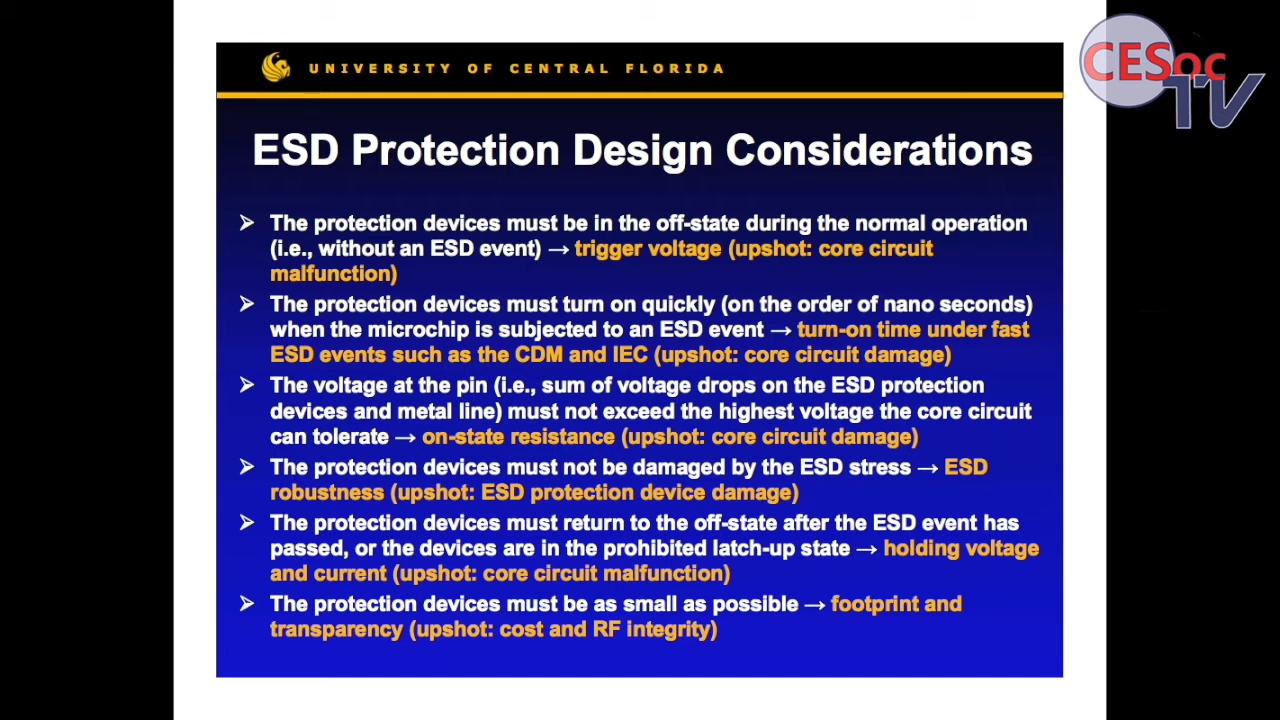 UNIVERSITY OF CENTRAL FLORIDA
CESoc
TV
ESD Protection Design Considerations
➢ The protection devices must be in the off-state during the normal operation
(i.e., without an ESD event) → trigger voltage (upshot: core circuit
malfunction)
➢ The protection devices must turn on quickly (on the order of nano seconds)
when the microchip is subjected to an ESD event → turn-on time under fast
ESD events such as the CDM and IEC (upshot: core circuit damage)
➢ The voltage at the pin (i.e., sum of voltage drops on the ESD protection
devices and metal line) must not exceed the highest voltage the core circuit
can tolerate → on-state resistance (upshot: core circuit damage)
➢ The protection devices must not be damaged by the ESD stress → ESD
robustness (upshot: ESD protection device damage)
➢ The protection devices must return to the off-state after the ESD event has
passed, or the devices are in the prohibited latch-up state → holding voltage
and current (upshot: core circuit malfunction)
➢ The protection devices must be as small as possible → footprint and
transparency (upshot: cost and RF integrity)